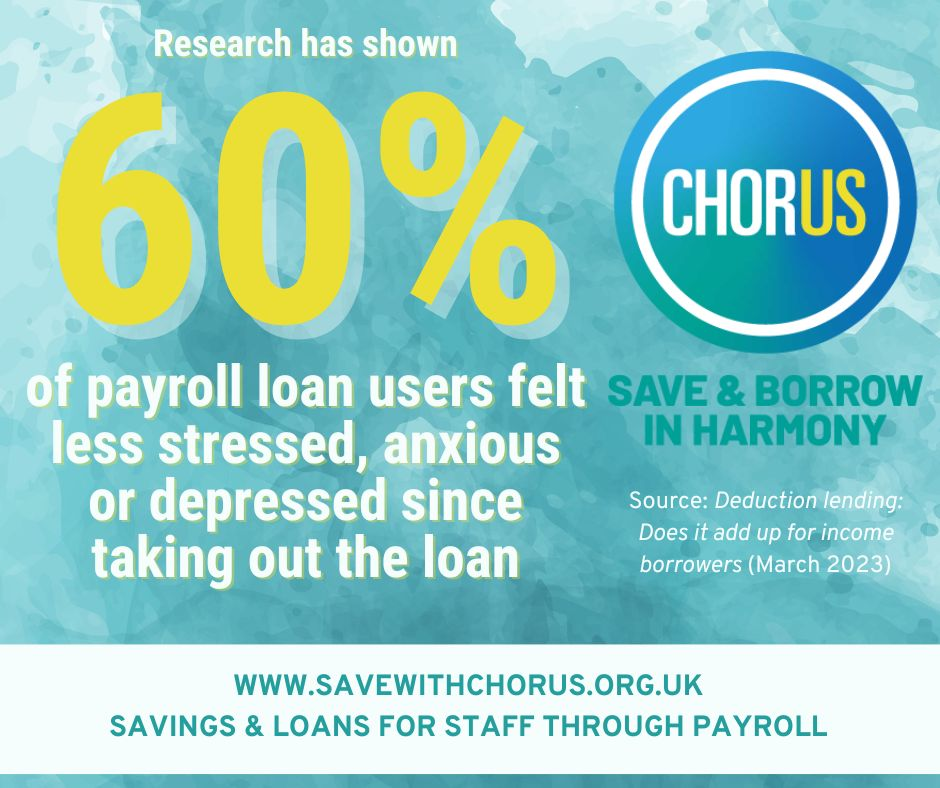 Research has shown
60%
of payroll loan users felt
less stressed, anxious
or depressed since
taking out the loan
CHORUS
SAVE & BORROW
IN HARMONY
Source: Deduction lending:
Does it add up for income
borrowers (March 2023)
WWW.SAVEWITHCHORUS.ORG.UK
SAVINGS & LOANS FOR STAFF THROUGH PAYROLL